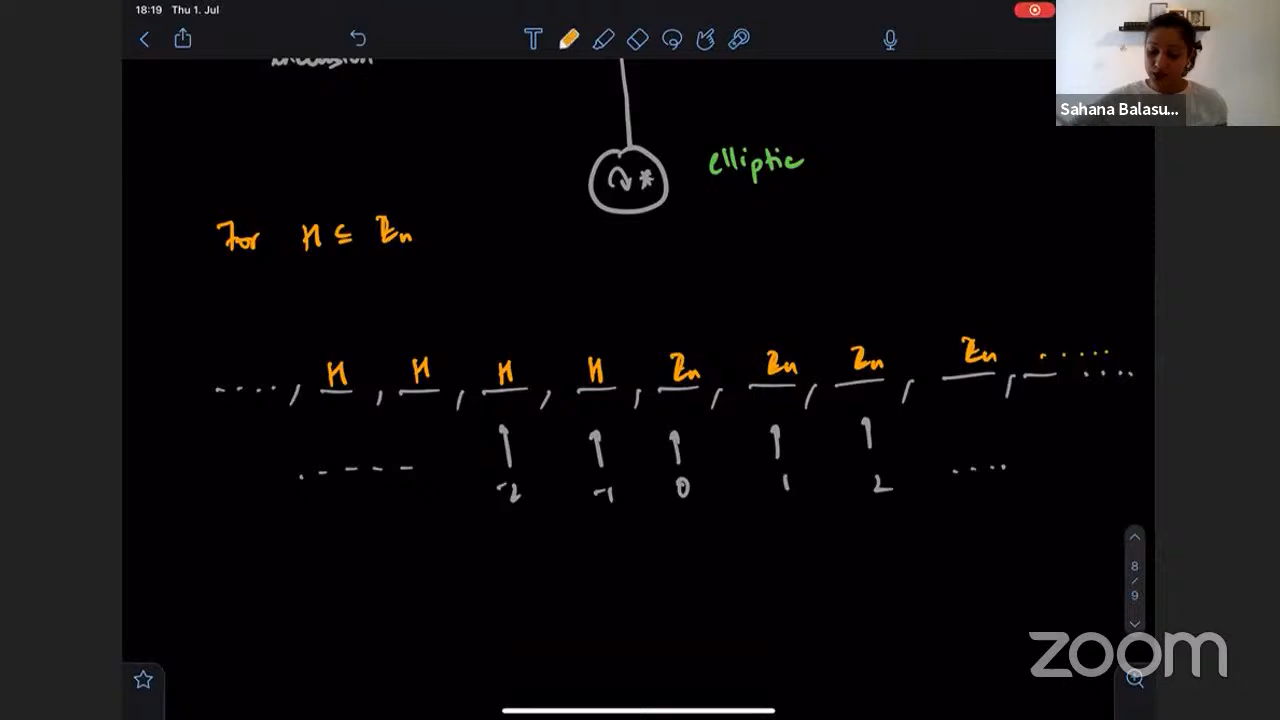 18:19 Thu 1. Jul
Sahana Balasu...
elliptic
For H ⊆ ℤn
...., H, H, H, H, ℤn, ℤn, ℤn, ℤn, .....
-2 -1 0 1 2 ....
8
/
9
zoom